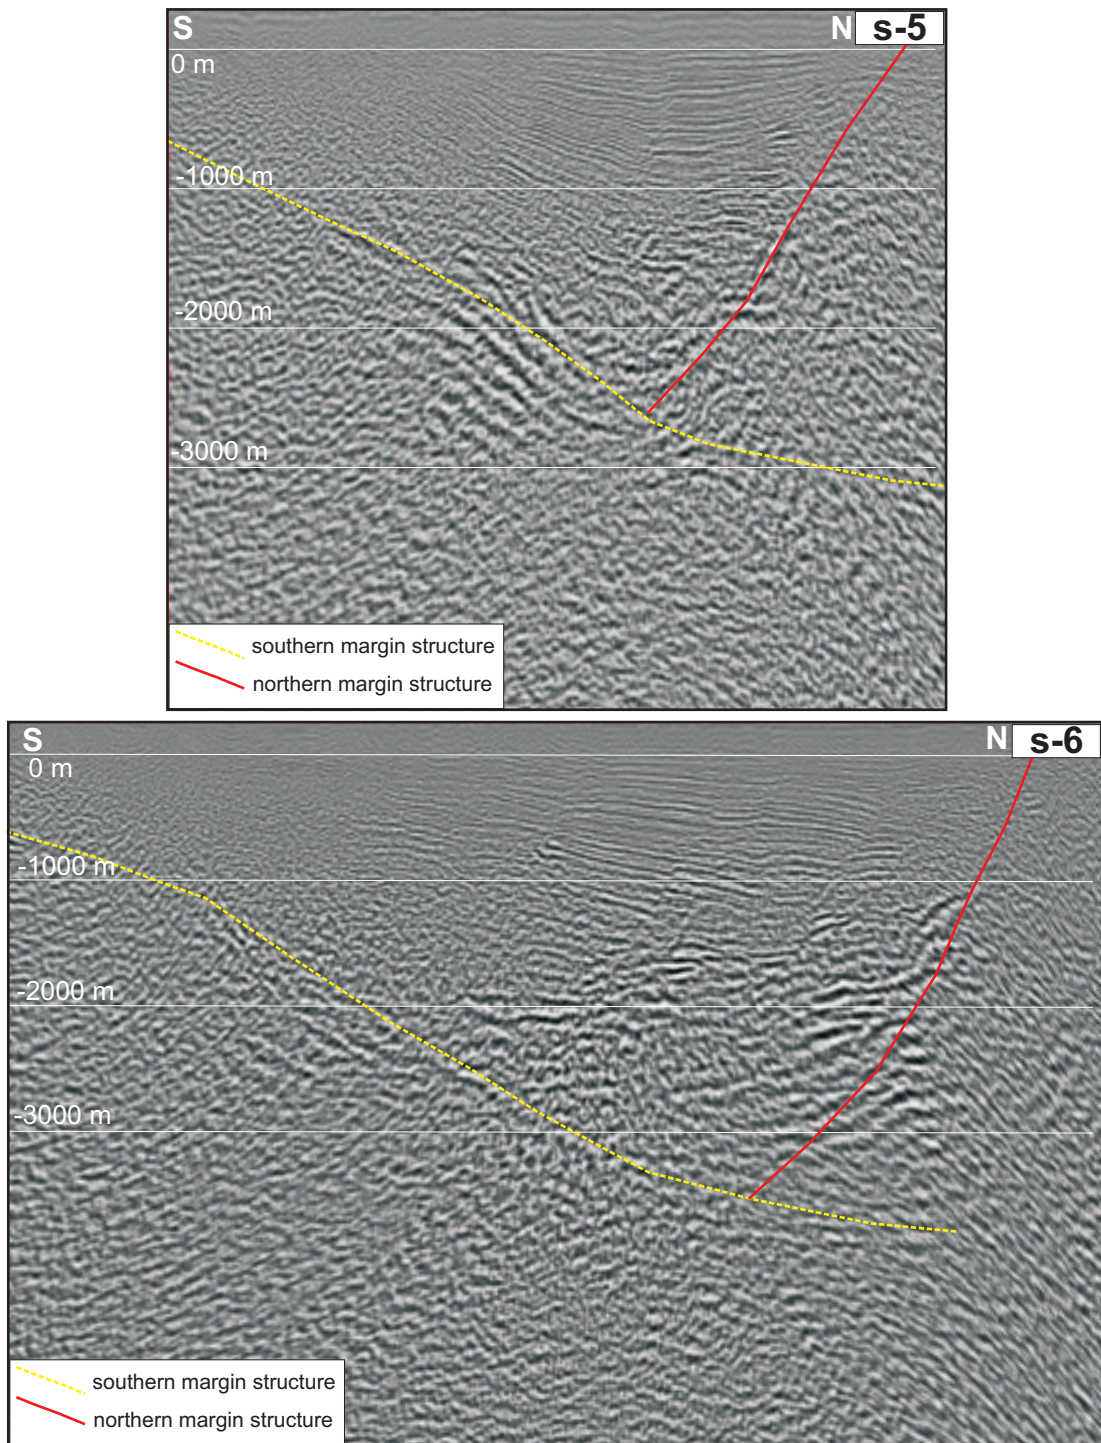 S
N s-5
0 m
-1000 m
-2000 m
-3000 m
southern margin structure
northern margin structure
S
N s-6
0 m
-1000 m
-2000 m
-3000 m
southern margin structure
northern margin structure